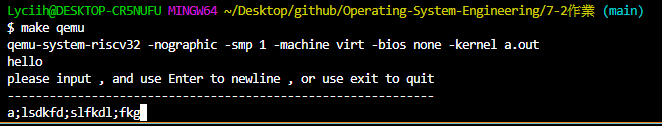 Lyciih@DESKTOP-CR5NUFU MINGW64 ~/Desktop/github/Operating-System-Engineering/7-2作業 (main)
$ make qemu
qemu-system-riscv32 -nographic -smp 1 -machine virt -bios none -kernel a.out
hello
please input , and use Enter to newline , or use exit to quit
-------------------------------------------------------------
a;lsdkfd;slfkdl;fkg